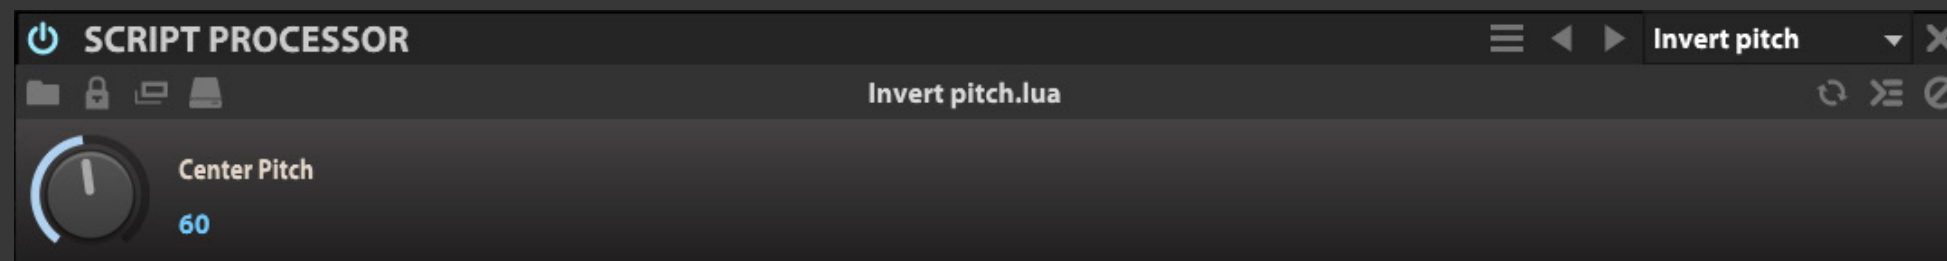 SCRIPT PROCESSOR
Invert pitch
Invert pitch.lua
Center Pitch
60